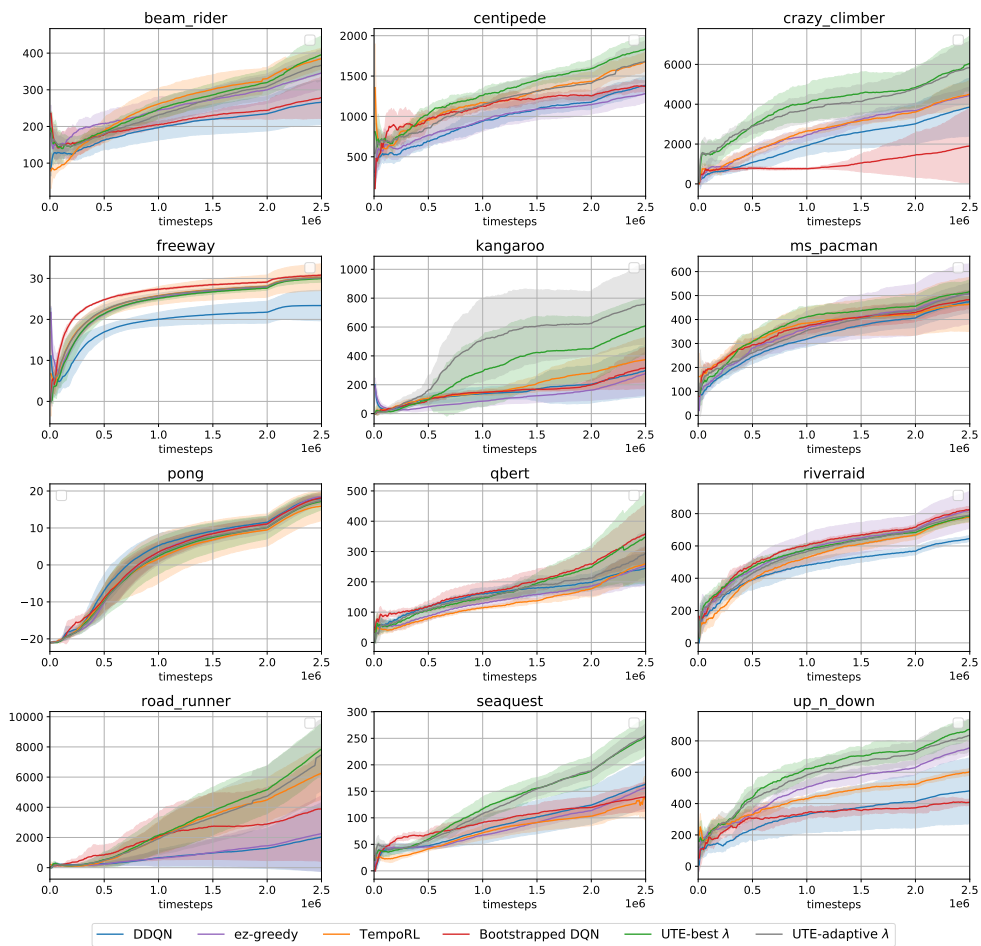 beam_rider centipede crazy_climber
400
300
200
100
0.0 0.5 1.0 1.5 2.0 2.5
timesteps 1e6
2000
1500
1000
500
0.0 0.5 1.0 1.5 2.0 2.5
timesteps 1e6
6000
4000
2000
0
0.0 0.5 1.0 1.5 2.0 2.5
timesteps 1e6
freeway kangaroo ms_pacman
30
20
10
0
0.0 0.5 1.0 1.5 2.0 2.5
timesteps 1e6
1000
800
600
400
200
0
0.0 0.5 1.0 1.5 2.0 2.5
timesteps 1e6
600
500
400
300
200
100
0
0.0 0.5 1.0 1.5 2.0 2.5
timesteps 1e6
pong qbert riverraid
20
10
0
−10
−20
0.0 0.5 1.0 1.5 2.0 2.5
timesteps 1e6
500
400
300
200
100
0
0.0 0.5 1.0 1.5 2.0 2.5
timesteps 1e6
800
600
400
200
0
0.0 0.5 1.0 1.5 2.0 2.5
timesteps 1e6
road_runner seaquest up_n_down
10000
8000
6000
4000
2000
0
0.0 0.5 1.0 1.5 2.0 2.5
timesteps 1e6
300
250
200
150
100
50
0
0.0 0.5 1.0 1.5 2.0 2.5
timesteps 1e6
800
600
400
200
0
0.0 0.5 1.0 1.5 2.0 2.5
timesteps 1e6
DDQN ez-greedy TempoRL Bootstrapped DQN UTE-best λ UTE-adaptive λ